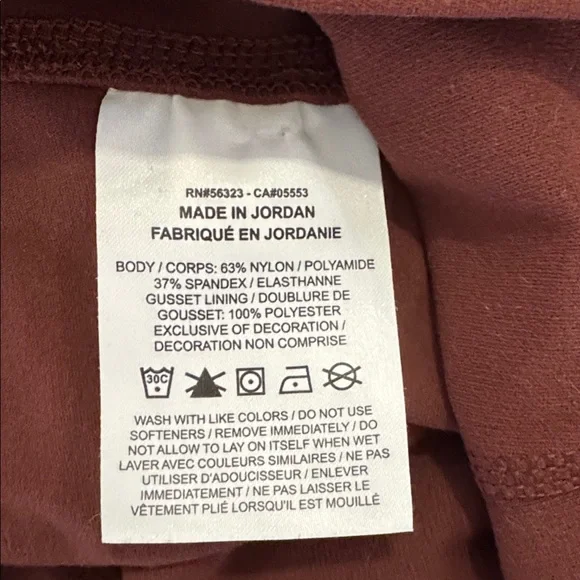 RN#56323 - CA#05553
MADE IN JORDAN
FABRIQUÉ EN JORDANIE
BODY / CORPS: 63% NYLON / POLYAMIDE
37% SPANDEX / ELASTHANNE
GUSSET LINING / DOUBLURE DE
GOUSSET: 100% POLYESTER
EXCLUSIVE OF DECORATION /
DECORATION NON COMPRISE
30C
WASH WITH LIKE COLORS / DO NOT USE
SOFTENERS / REMOVE IMMEDIATELY / DO
NOT ALLOW TO LAY ON ITSELF WHEN WET
LAVER AVEC COULEURS SIMILAIRES / NE PAS
UTILISER D'ADOUCISSEUR / ENLEVER
IMMÉDIATEMENT / NE PAS LAISSER LE
VÊTEMENT PLIÉ LORSQU'IL EST MOUILLÉ